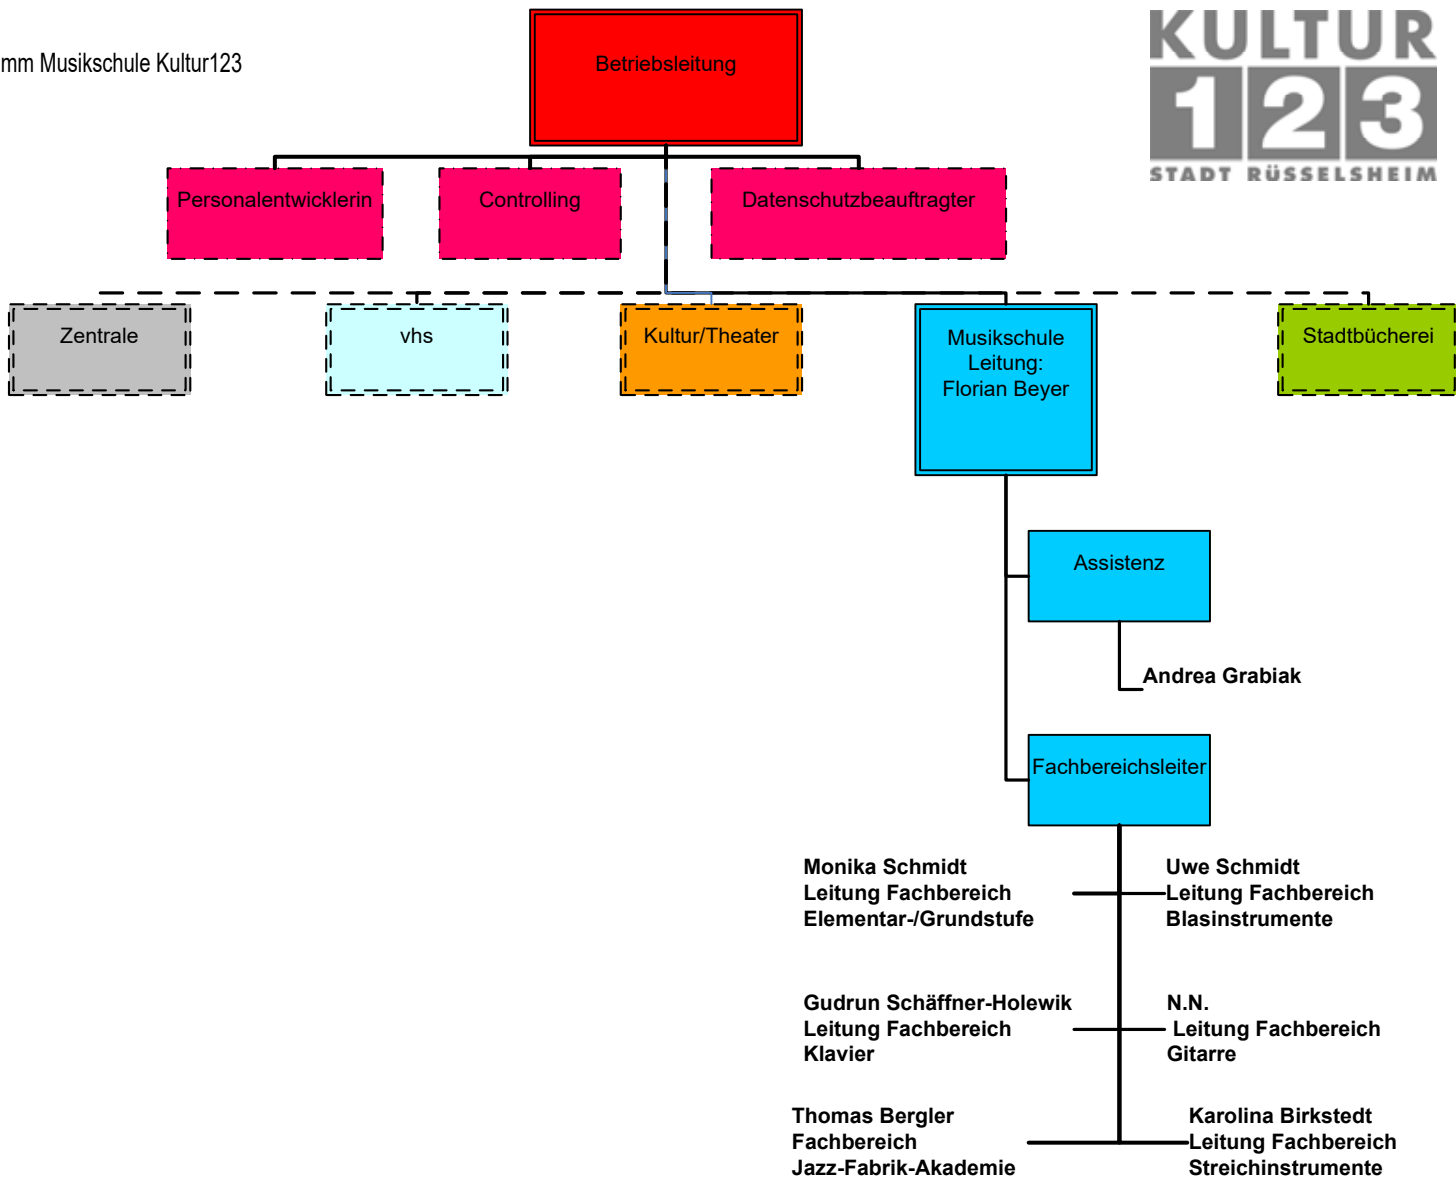 mm Musikschule Kultur123
Betriebsleitung
KULTUR
123
STADT RÜSSELSHEIM
Personalentwicklerin
Controlling
Datenschutzbeauftragter
Zentrale
vhs
Kultur/Theater
Musikschule
Leitung:
Florian Beyer
Stadtbücherei
Assistenz
Andrea Grabiak
Fachbereichsleiter
Monika Schmidt
Leitung Fachbereich
Elementar-/Grundstufe
Uwe Schmidt
Leitung Fachbereich
Blasinstrumente
Gudrun Schäffner-Holewik
Leitung Fachbereich
Klavier
N.N.
Leitung Fachbereich
Gitarre
Thomas Bergler
Fachbereich
Jazz-Fabrik-Akademie
Karolina Birkstedt
Leitung Fachbereich
Streichinstrumente